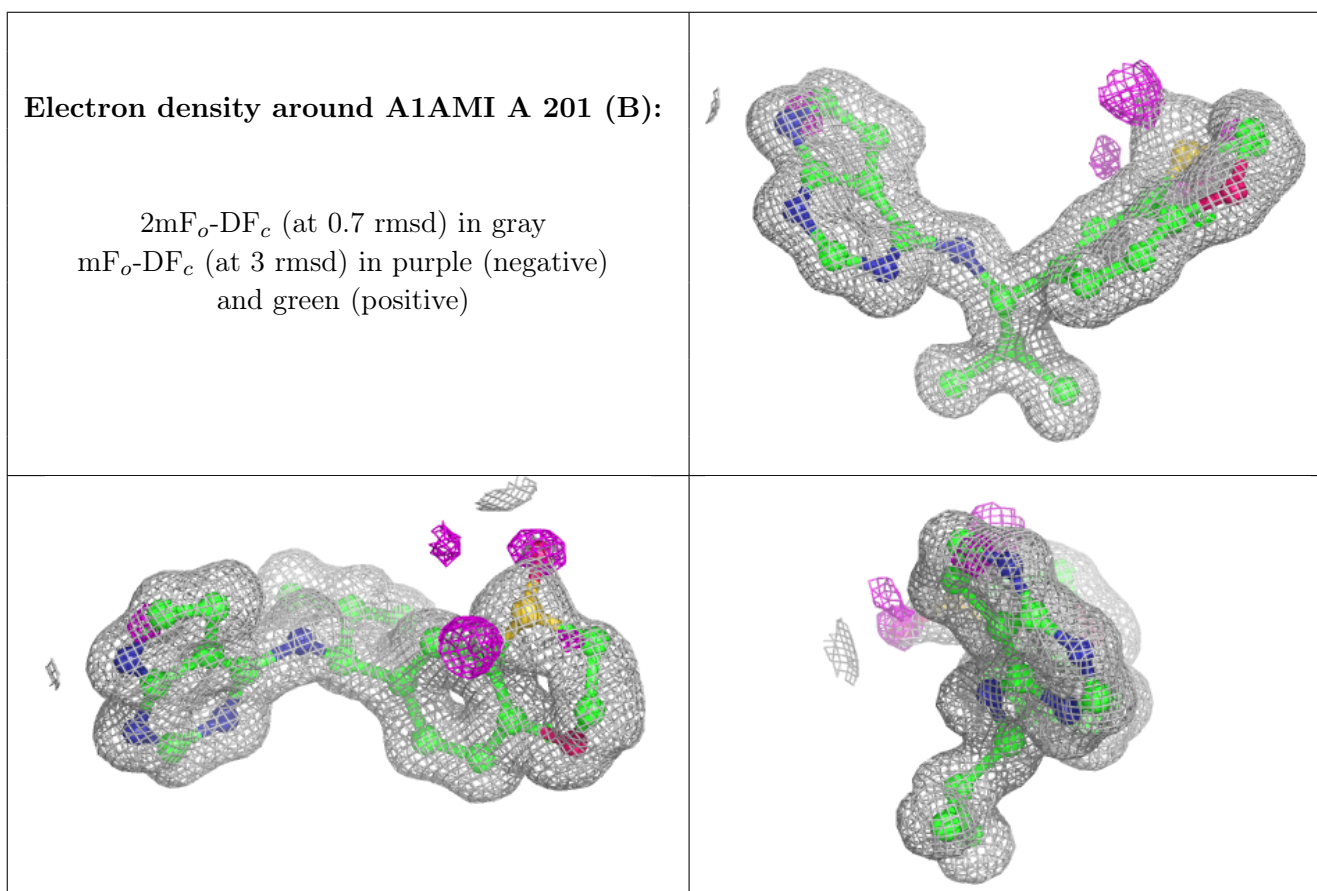 Electron density around A1AMI A 201 (B):
2mFo-DFc (at 0.7 rmsd) in gray
mFo-DFc (at 3 rmsd) in purple (negative)
and green (positive)